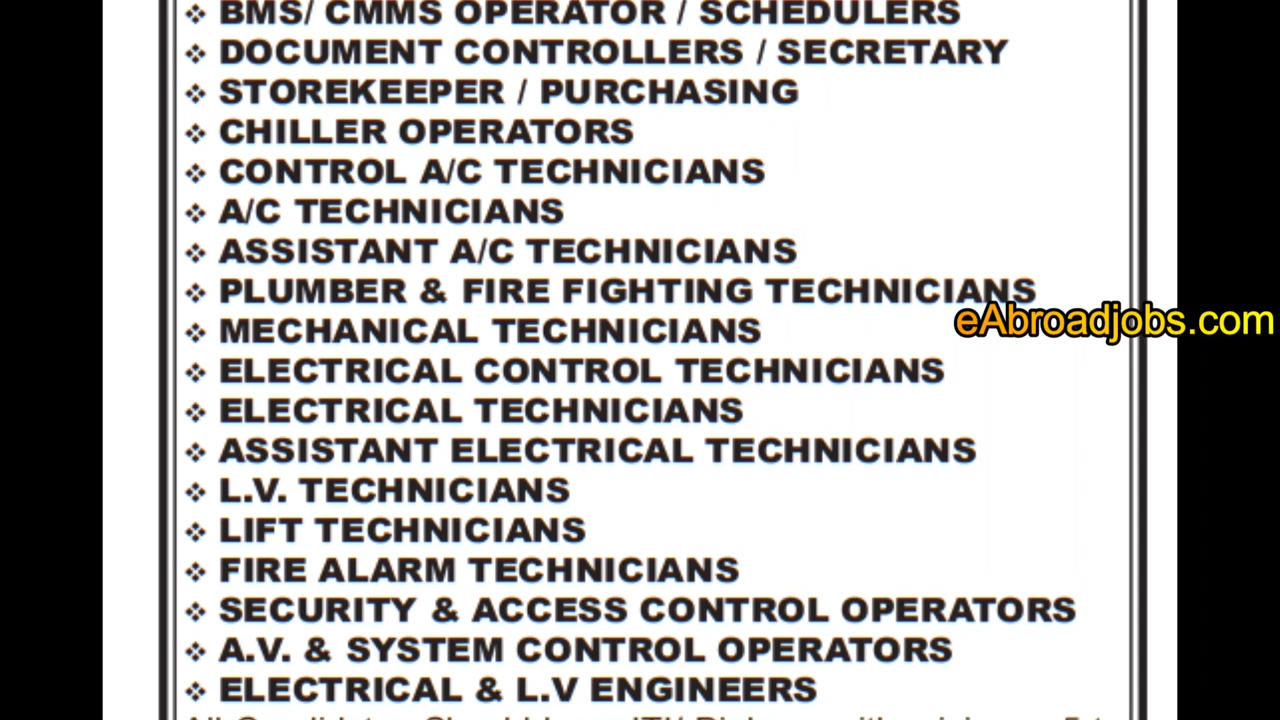 ❖ BMS/ CMMS OPERATOR / SCHEDULERS
❖ DOCUMENT CONTROLLERS / SECRETARY
❖ STOREKEEPER / PURCHASING
❖ CHILLER OPERATORS
❖ CONTROL A/C TECHNICIANS
❖ A/C TECHNICIANS
❖ ASSISTANT A/C TECHNICIANS
❖ PLUMBER & FIRE FIGHTING TECHNICIANS
eAbroadjobs.com
❖ MECHANICAL TECHNICIANS
❖ ELECTRICAL CONTROL TECHNICIANS
❖ ELECTRICAL TECHNICIANS
❖ ASSISTANT ELECTRICAL TECHNICIANS
❖ L.V. TECHNICIANS
❖ LIFT TECHNICIANS
❖ FIRE ALARM TECHNICIANS
❖ SECURITY & ACCESS CONTROL OPERATORS
❖ A.V. & SYSTEM CONTROL OPERATORS
❖ ELECTRICAL & L.V ENGINEERS